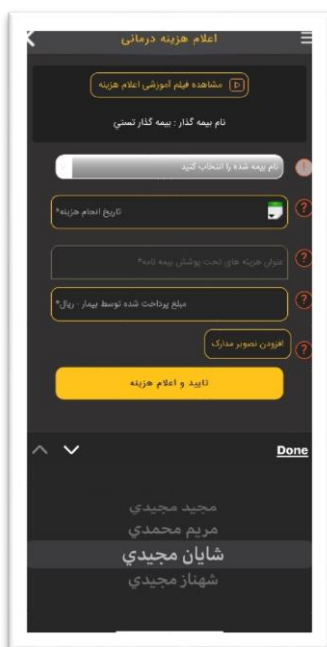 اعلام هزینه درمانی
مشاهده فیلم آموزشی اعلام هزینه
نام بیمه گذار : بیمه گذار تستي
نام بیمه شده را انتخاب کنید
تاریخ انجام هزینه*
عنوان هزینه های تحت پوشش بیمه نامه*
مبلغ پرداخت شده توسط بیمار : ریال*
افزودن تصویر مدارک
تایید و اعلام هزینه
Done
مجيد مجيدي
مريم محمدي
شايان مجيدي
شهناز مجيدي